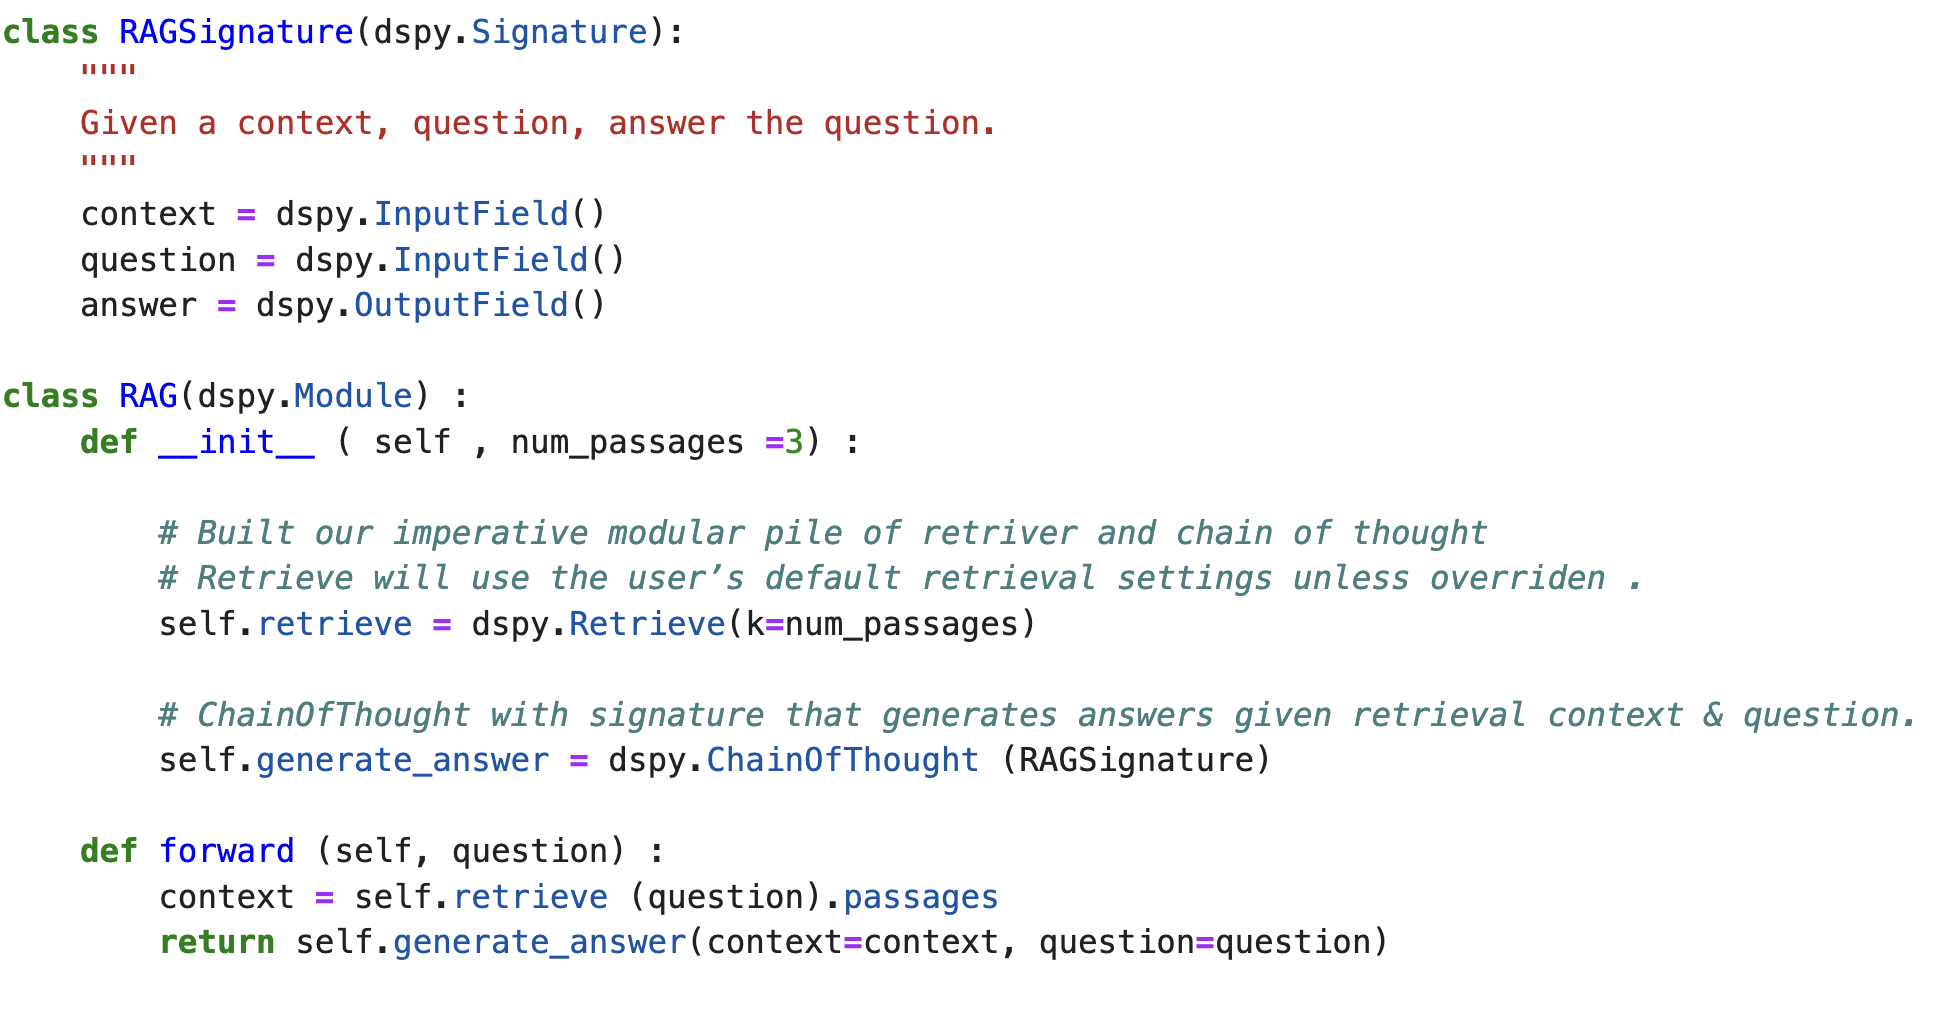 class RAGSignature(dspy.Signature):
    """
    Given a context, question, answer the question.
    """
    context = dspy.InputField()
    question = dspy.InputField()
    answer = dspy.OutputField()

class RAG(dspy.Module) :
    def __init__ ( self , num_passages =3) :

        # Built our imperative modular pile of retriver and chain of thought
        # Retrieve will use the user’s default retrieval settings unless overriden .
        self.retrieve = dspy.Retrieve(k=num_passages)

        # ChainOfThought with signature that generates answers given retrieval context & question.
        self.generate_answer = dspy.ChainOfThought (RAGSignature)

    def forward (self, question) :
        context = self.retrieve (question).passages
        return self.generate_answer(context=context, question=question)